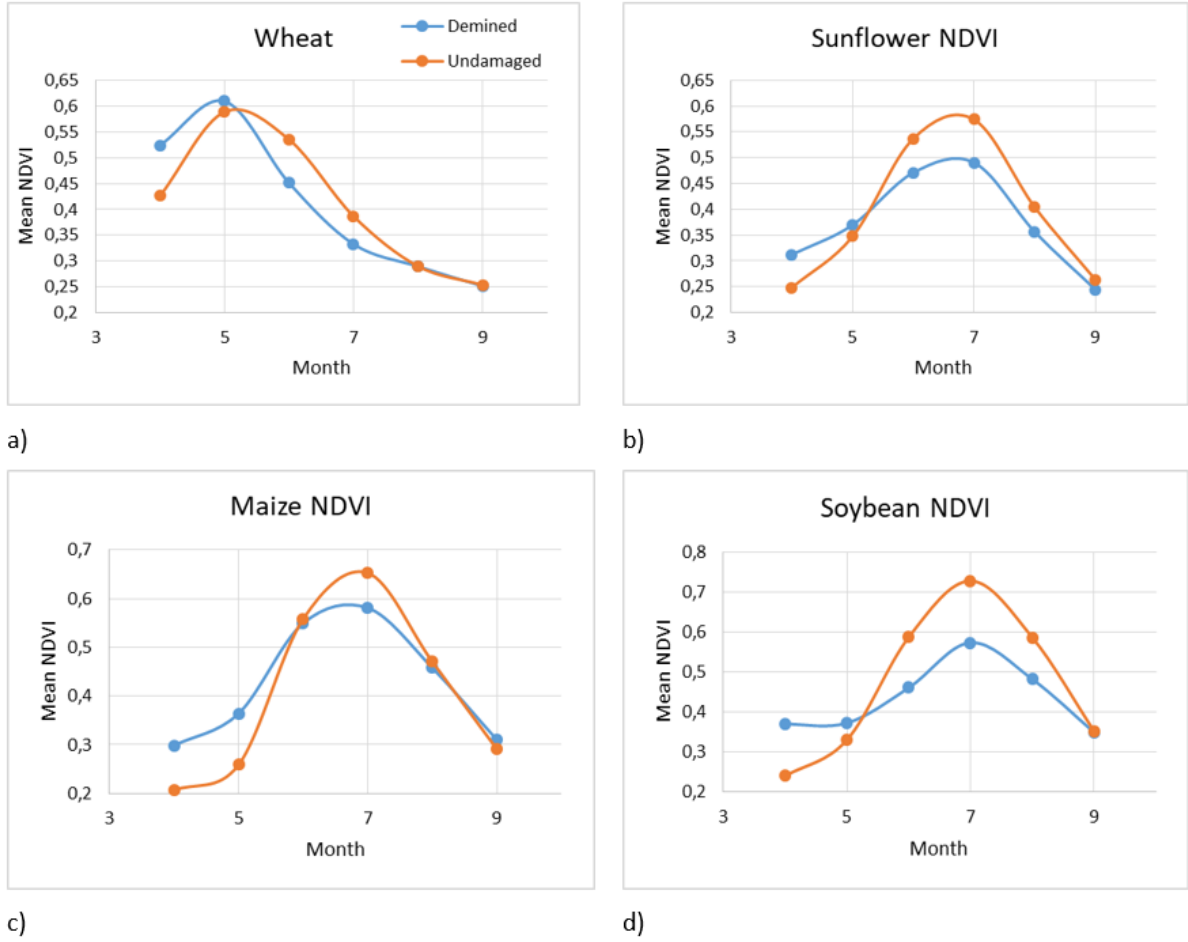 Wheat
Demined
Undamaged
Mean NDVI
0,65
0,6
0,55
0,5
0,45
0,4
0,35
0,3
0,25
0,2
3 5 7 9
Month
a)
Sunflower NDVI
Mean NDVI
0,65
0,6
0,55
0,5
0,45
0,4
0,35
0,3
0,25
0,2
3 5 7 9
Month
b)
Maize NDVI
Mean NDVI
0,7
0,6
0,5
0,4
0,3
0,2
3 5 7 9
Month
c)
Soybean NDVI
Mean NDVI
0,8
0,7
0,6
0,5
0,4
0,3
0,2
3 5 7 9
Month
d)